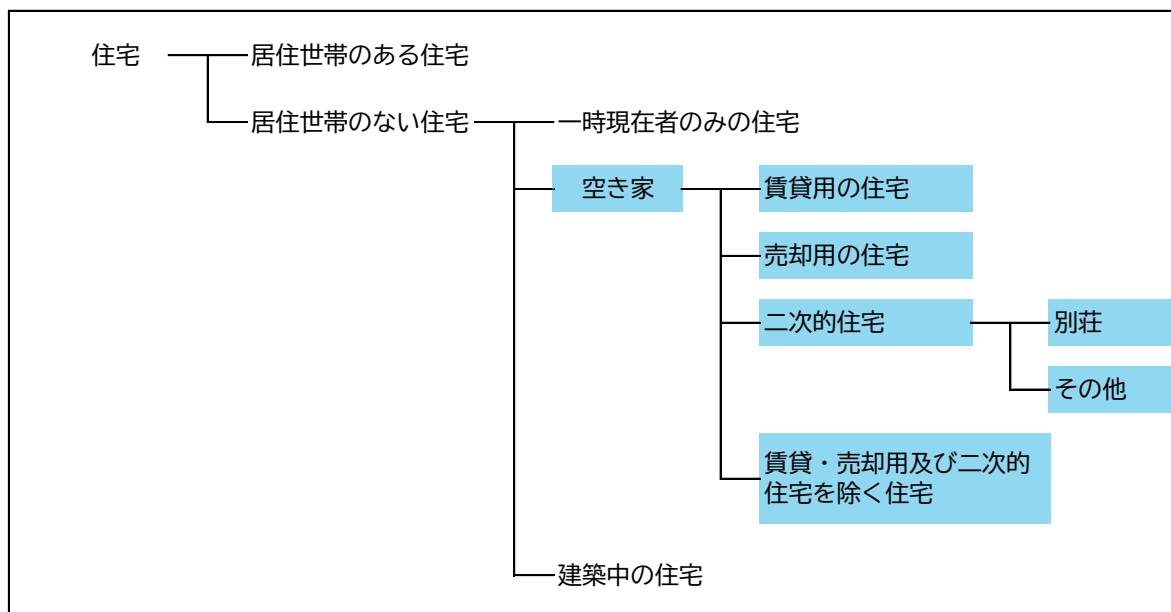 住宅
居住世帯のある住宅
居住世帯のない住宅
一時現在者のみの住宅
空き家
賃貸用の住宅
売却用の住宅
二次的住宅
別荘
その他
賃貸・売却用及び二次的
住宅を除く住宅
建築中の住宅